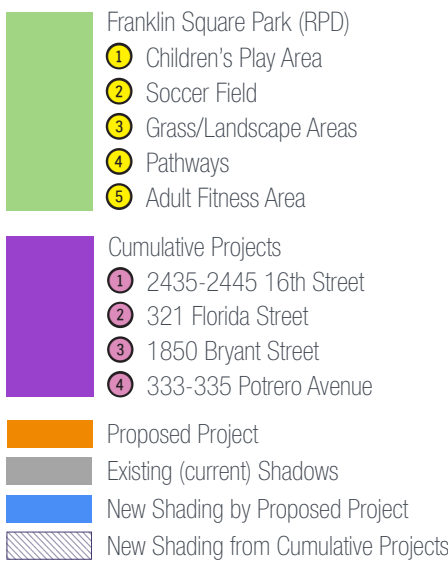 Franklin Square Park (RPD)
1 Children's Play Area
2 Soccer Field
3 Grass/Landscape Areas
4 Pathways
5 Adult Fitness Area
Cumulative Projects
1 2435-2445 16th Street
2 321 Florida Street
3 1850 Bryant Street
4 333-335 Potrero Avenue
Proposed Project
Existing (current) Shadows
New Shading by Proposed Project
New Shading from Cumulative Projects